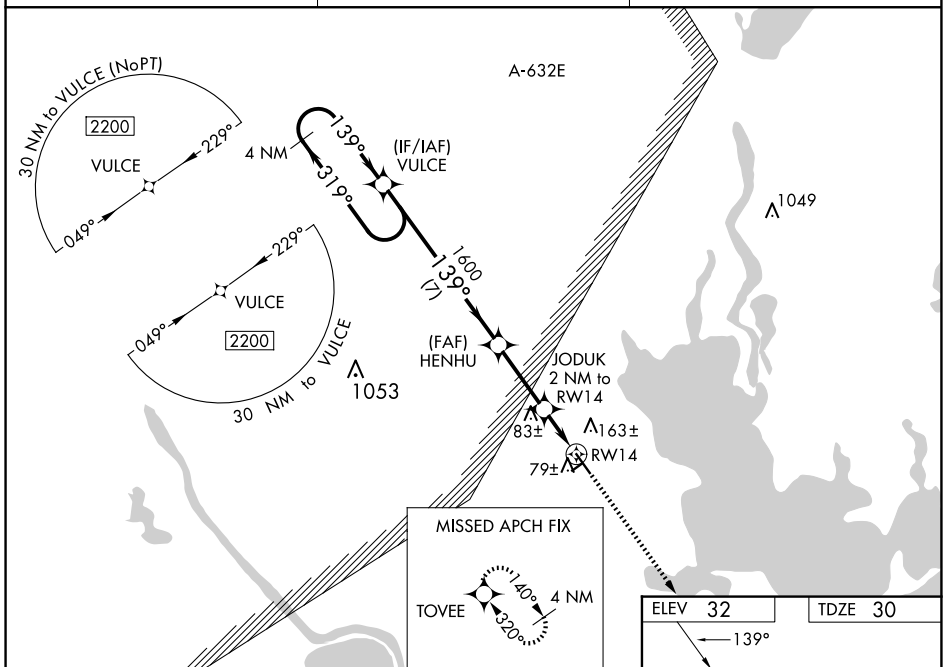 30 NM to VULCE (NoPT)
2200
VULCE
049°
229°
A-632E
4 NM
139°
319°
(IF/IAF)
VULCE
1049
229°
VULCE
049°
2200
30 NM to VULCE
1600
139°
(7)
(FAF)
HENHU
1053
JODUK
2 NM to
RW14
83±
163±
RW14
79±
MISSED APCH FIX
TOVEE
140°
320°
4 NM
ELEV 32
TDZE 30
139°